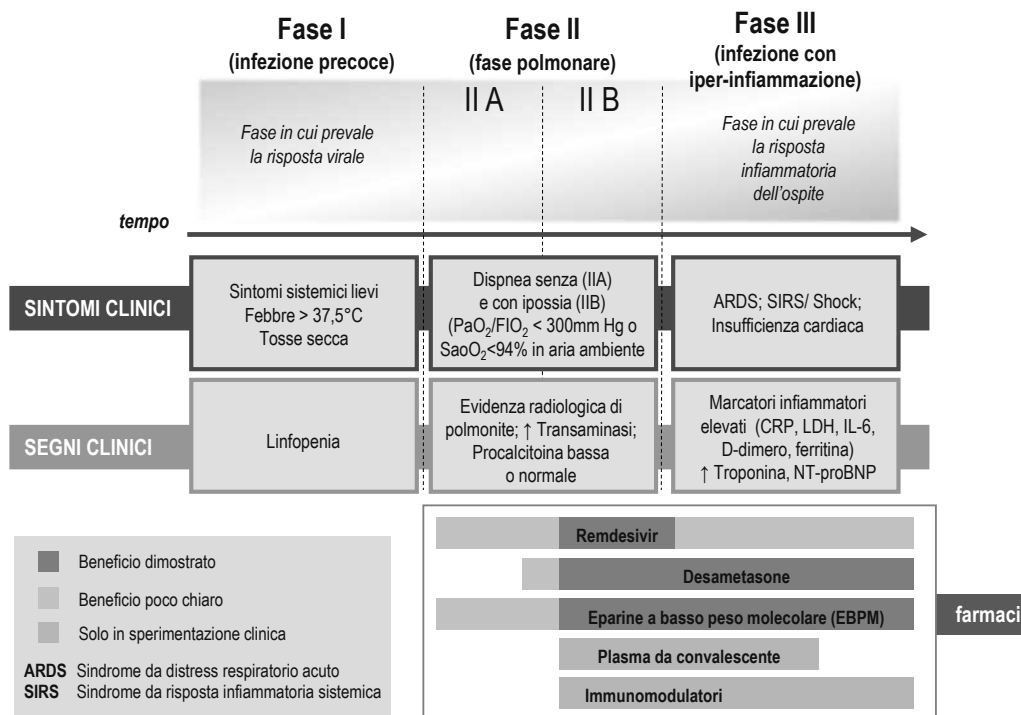 Fase I
(infezione precoce)
Fase II
(fase polmonare)
Fase III
(infezione con
iper-infiammazione)
II A
II B
Fase in cui prevale
la risposta virale
Fase in cui prevale
la risposta
infiammatoria
dell’ospite
tempo
SINTOMI CLINICI
Sintomi sistemici lievi
Febbre > 37,5°C
Tosse secca
Dispnea senza (IIA)
e con ipossia (IIB)
(PaO₂/FIO₂ < 300mm Hg o
SaoO₂<94% in aria ambiente
ARDS; SIRS/ Shock;
Insufficienza cardiaca
SEGNI CLINICI
Linfopenia
Evidenza radiologica di
polmonite; ↑ Transaminasi;
Procalcitoina bassa
o normale
Marcatori infiammatori
elevati (CRP, LDH, IL-6,
D-dimero, ferritina)
↑ Troponina, NT-proBNP
Beneficio dimostrato
Beneficio poco chiaro
Solo in sperimentazione clinica
ARDS Sindrome da distress respiratorio acuto
SIRS Sindrome da risposta infiammatoria sistemica
Remdesivir
Desametasone
Eparine a basso peso molecolare (EBPM)
Plasma da convalescente
Immunomodulatori
farmaci